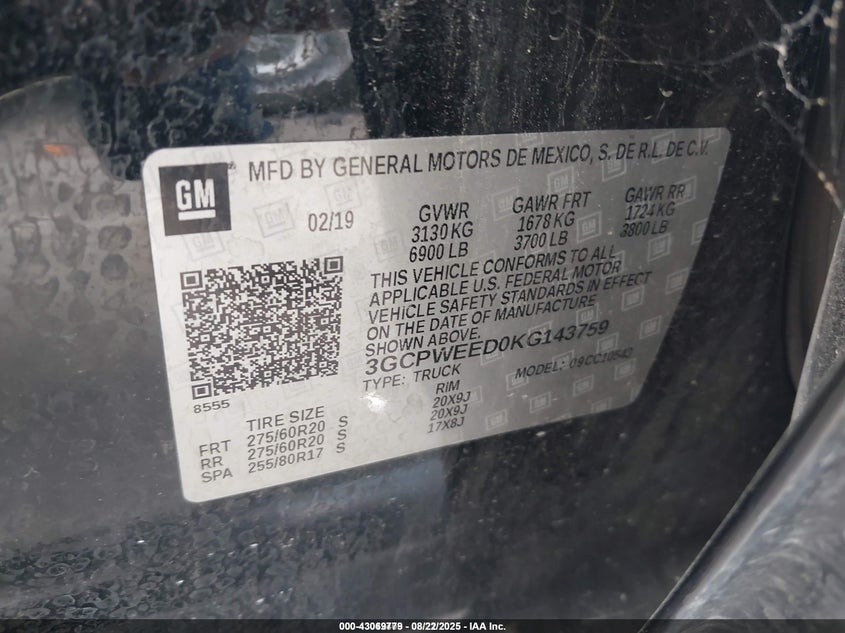 GM
MFD BY GENERAL MOTORS DE MEXICO, S. DE R.L. DE C.V.
02/19
GVWR
3130 KG
6900 LB
GAWR FRT
1678 KG
3700 LB
GAWR RR
1724 KG
3800 LB
THIS VEHICLE CONFORMS TO ALL
APPLICABLE U.S. FEDERAL MOTOR
VEHICLE SAFETY STANDARDS IN EFFECT
ON THE DATE OF MANUFACTURE
SHOWN ABOVE.
3GCPWEED0KG143759
TYPE: TRUCK
MODEL:
8555
TIRE SIZE
RIM
FRT 275/60R20 S 20X9J
RR 275/60R20 S 20X9J
SPA 255/80R17 S 17X8J
08/22/2025 - IAA Inc.